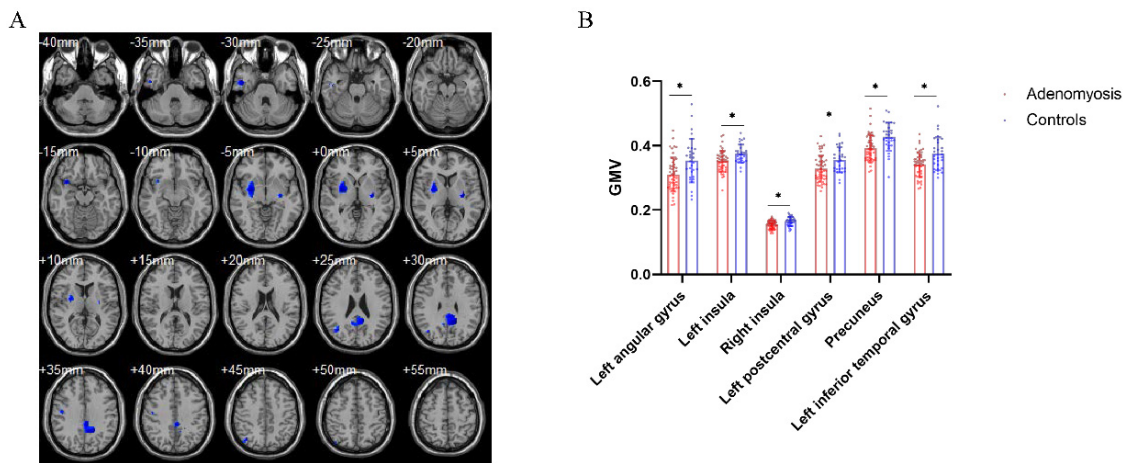 A
B
-40mm -35mm -30mm -25mm -20mm
-15mm -10mm -5mm +0mm +5mm
+10mm +15mm +20mm +25mm +30mm
+35mm +40mm +45mm +50mm +55mm
GMV
0.6
0.4
0.2
0.0
* * * * * *
Left angular gyrus
Left insula
Right insula
Left postcentral gyrus
Precuneus
Left inferior temporal gyrus
Adenomyosis
Controls